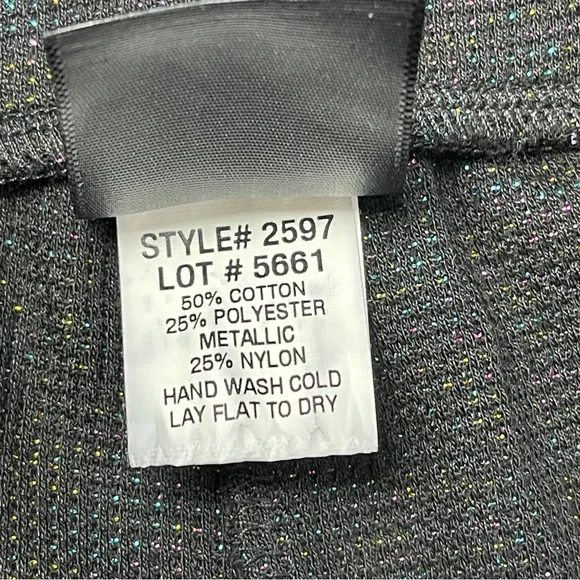 STYLE# 2597
LOT # 5661
50% COTTON
25% POLYESTER
METALLIC
25% NYLON
HAND WASH COLD
LAY FLAT TO DRY